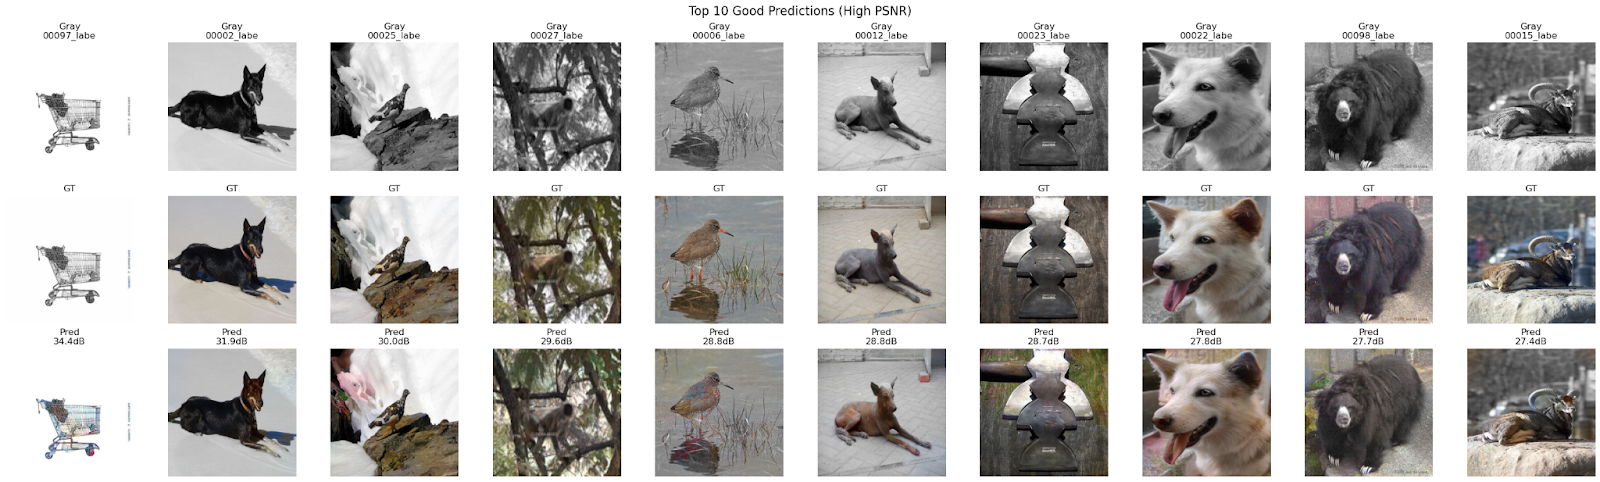 Top 10 Good Predictions (High PSNR)
Gray
00097_labe
Gray
00002_labe
Gray
00025_labe
Gray
00027_labe
Gray
00006_labe
Gray
00012_labe
Gray
00023_labe
Gray
00022_labe
Gray
00098_labe
Gray
00015_labe
GT
GT
GT
GT
GT
GT
GT
GT
GT
GT
Pred
34.4dB
Pred
31.9dB
Pred
30.0dB
Pred
29.6dB
Pred
28.8dB
Pred
28.8dB
Pred
28.7dB
Pred
27.8dB
Pred
27.7dB
Pred
27.4dB